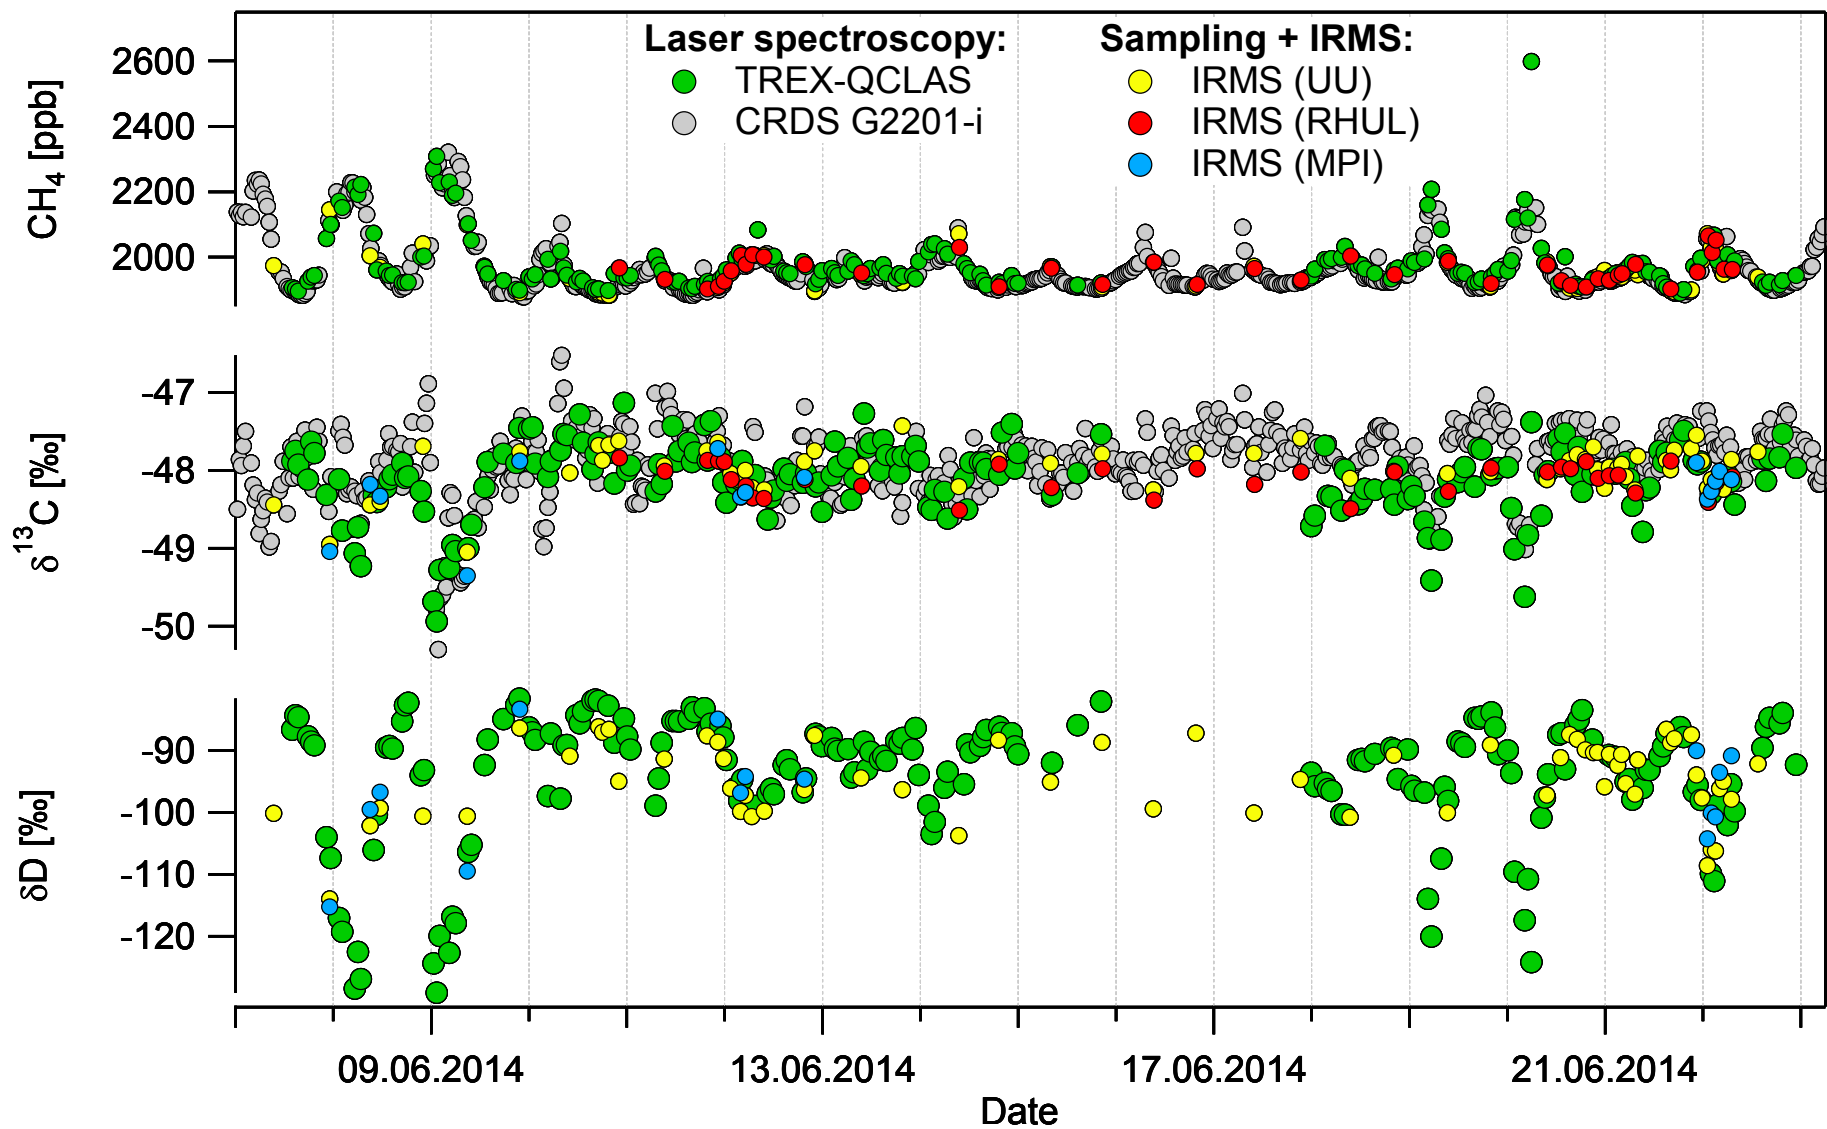 Laser spectroscopy:
TREX-QCLAS
CRDS G2201-i
Sampling + IRMS:
IRMS (UU)
IRMS (RHUL)
IRMS (MPI)
CH4 [ppb]
2600
2400
2200
2000
δ13C [‰]
-47
-48
-49
-50
δD [‰]
-90
-100
-110
-120
09.06.2014
13.06.2014
17.06.2014
21.06.2014
Date